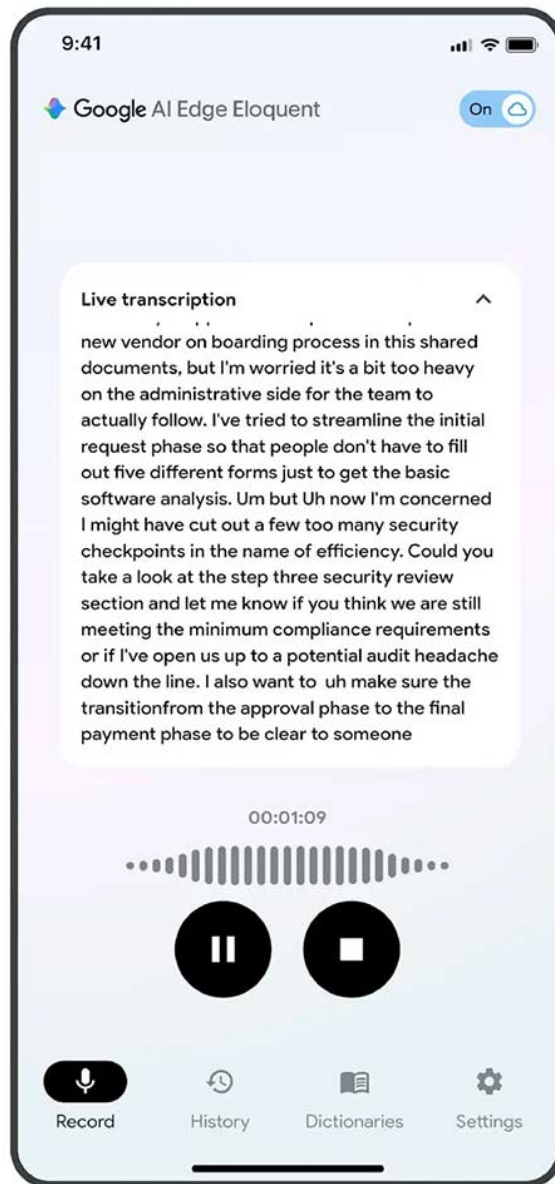 9:41
Google AI Edge Eloquent
On
Live transcription
new vendor on boarding process in this shared
documents, but I'm worried it's a bit too heavy
on the administrative side for the team to
actually follow. I've tried to streamline the initial
request phase so that people don't have to fill
out five different forms just to get the basic
software analysis. Um but Uh now I'm concerned
I might have cut out a few too many security
checkpoints in the name of efficiency. Could you
take a look at the step three security review
section and let me know if you think we are still
meeting the minimum compliance requirements
or if I've open us up to a potential audit headache
down the line. I also want to  uh make sure the
transitionfrom the approval phase to the final
payment phase to be clear to someone
00:01:09
Record
History
Dictionaries
Settings